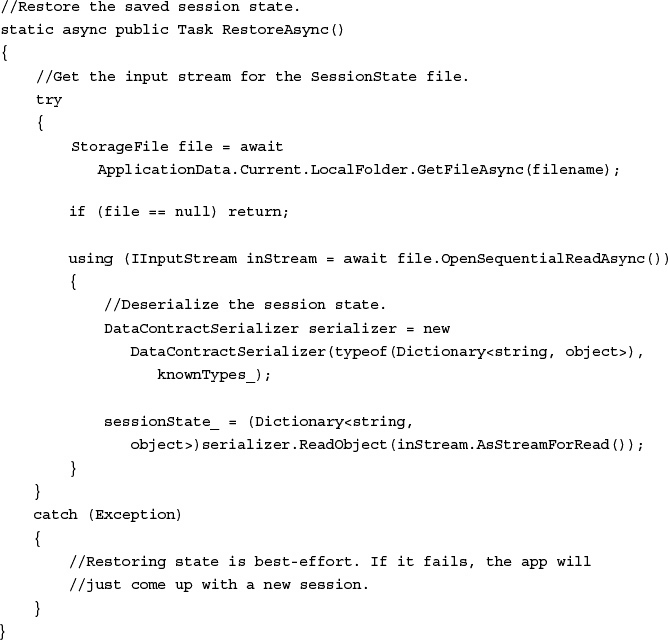 //Restore the saved session state.
static async public Task RestoreAsync()
{
    //Get the input stream for the SessionState file.
    try
    {
        StorageFile file = await
            ApplicationData.Current.LocalFolder.GetFileAsync(filename);

        if (file == null) return;

        using (IInputStream inStream = await file.OpenSequentialReadAsync())
        {
            //Deserialize the session state.
            DataContractSerializer serializer = new
                DataContractSerializer(typeof(Dictionary<string, object>),
                    knownTypes_);

            sessionState_ = (Dictionary<string,
                object>)serializer.ReadObject(inStream.AsStreamForRead());
        }
    }
    catch (Exception)
    {
        //Restoring state is best-effort. If it fails, the app will
        //just come up with a new session.
    }
}